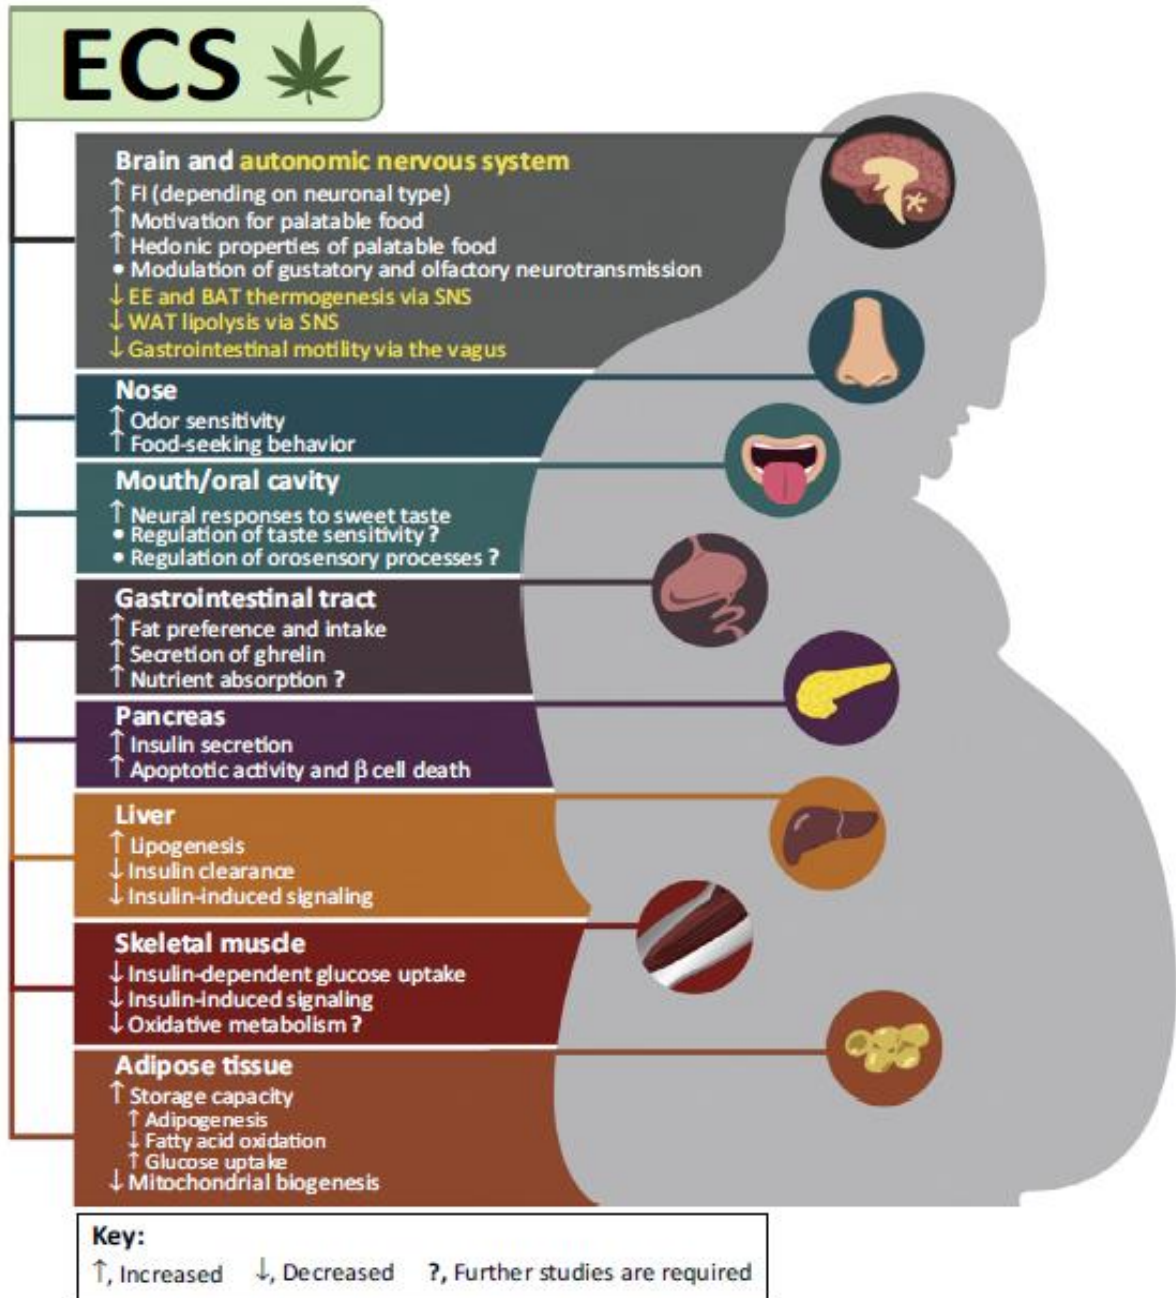 ECS
Brain and autonomic nervous system
↑ FI (depending on neuronal type)
↑ Motivation for palatable food
↑ Hedonic properties of palatable food
• Modulation of gustatory and olfactory neurotransmission
↓ EE and BAT thermogenesis via SNS
↓ WAT lipolysis via SNS
↓ Gastrointestinal motility via the vagus
Nose
↑ Odor sensitivity
↑ Food-seeking behavior
Mouth/oral cavity
↑ Neural responses to sweet taste
• Regulation of taste sensitivity ?
• Regulation of orosensory processes ?
Gastrointestinal tract
↑ Fat preference and intake
↑ Secretion of ghrelin
↑ Nutrient absorption ?
Pancreas
↑ Insulin secretion
↑ Apoptotic activity and β cell death
Liver
↑ Lipogenesis
↓ Insulin clearance
↓ Insulin-induced signaling
Skeletal muscle
↓ Insulin-dependent glucose uptake
↓ Insulin-induced signaling
↓ Oxidative metabolism ?
Adipose tissue
↑ Storage capacity
↑ Adipogenesis
↓ Fatty acid oxidation
↑ Glucose uptake
↓ Mitochondrial biogenesis
Key:
↑, Increased ↓, Decreased ?, Further studies are required